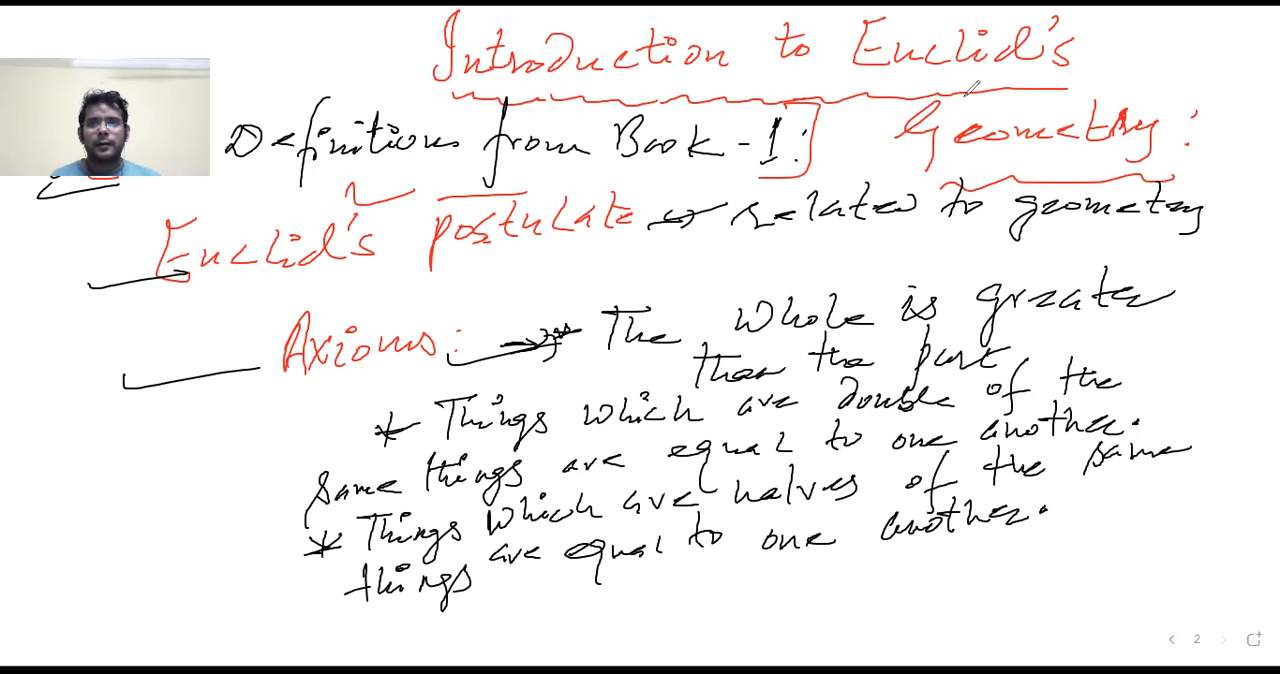 Introduction to Euclid's
Geometry:
Definitions from Book - 1:
Euclid's postulate related to geometry
Axioms: The whole is greater
than the part
* Things which are double of the
same things are equal to one another.
* Things which are halves of the same
things are equal to one another.
2